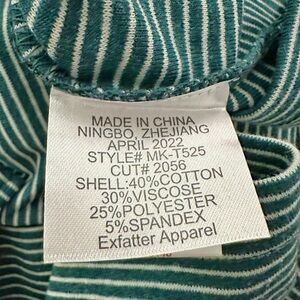 MADE IN CHINA
NINGBO, ZHEJIANG
APRIL 2022
STYLE# MK-T525
CUT# 2056
SHELL:40%COTTON
30%VISCOSE
25%POLYESTER
5%SPANDEX
Exfatter Apparel